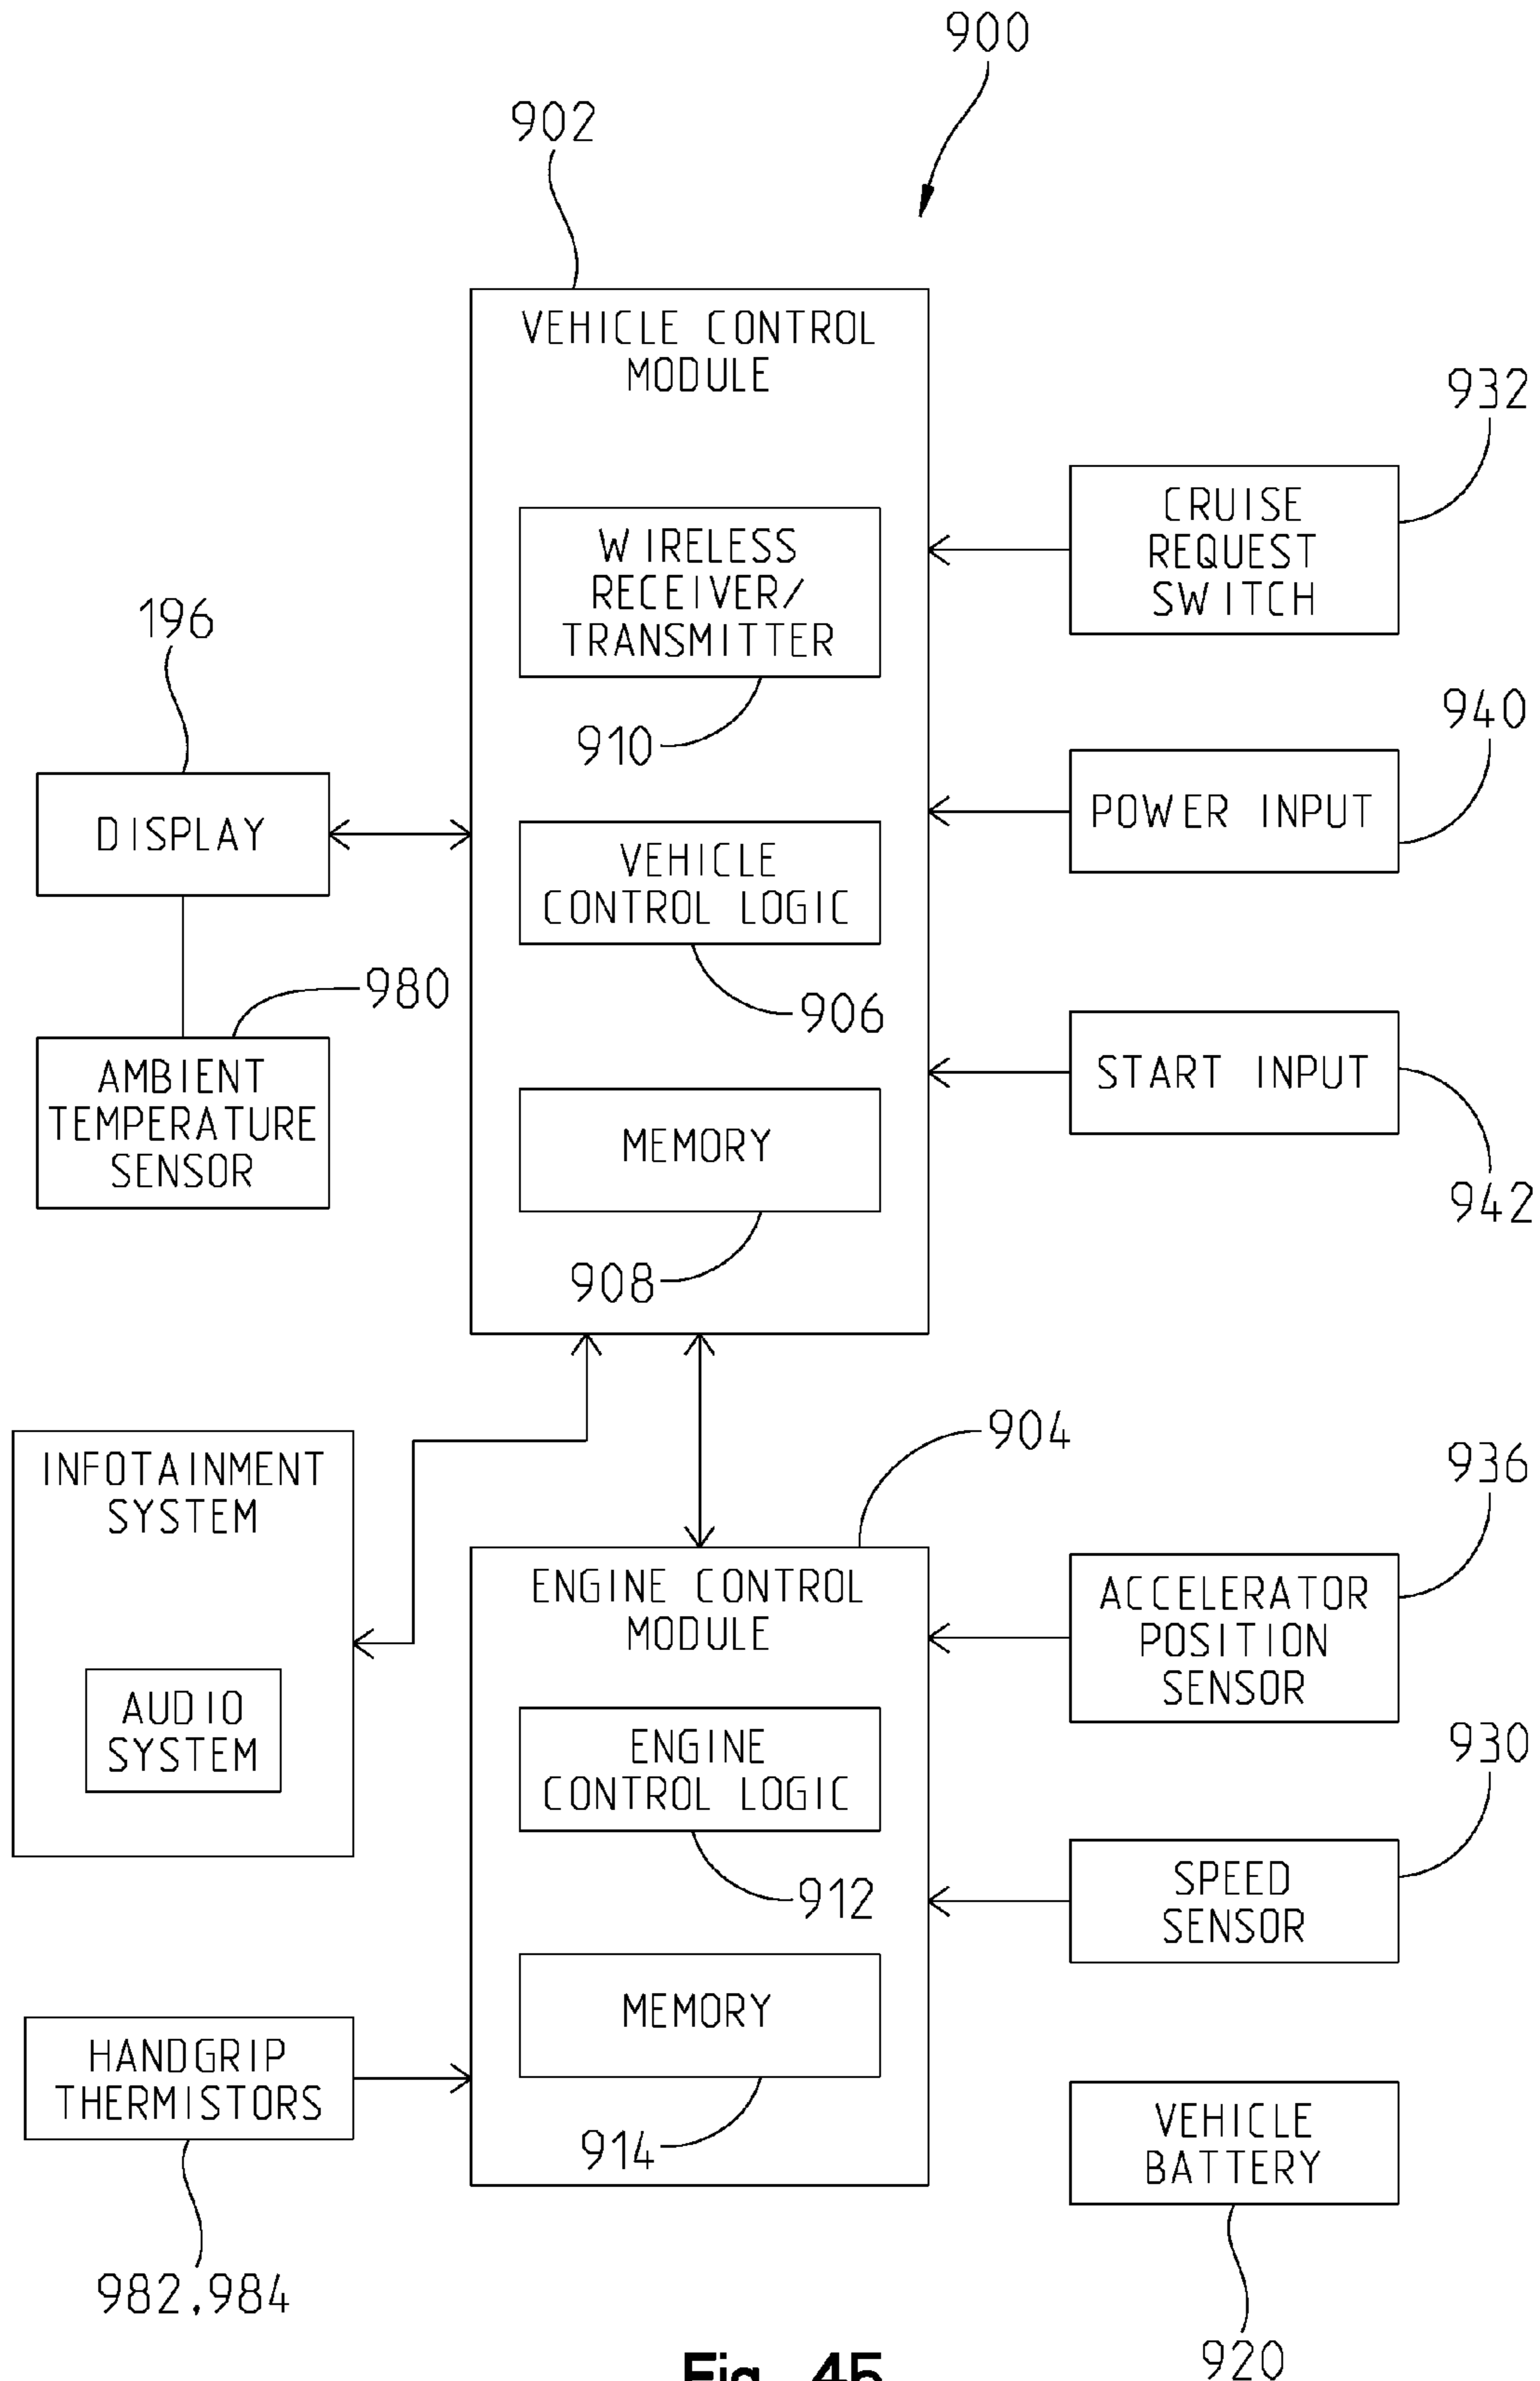 900
902
VEHICLE CONTROL
MODULE
932
CRUISE
REQUEST
SWITCH
WIRELESS
RECEIVER/
TRANSMITTER
910
196
940
DISPLAY
POWER INPUT
VEHICLE
CONTROL LOGIC
906
980
AMBIENT
TEMPERATURE
SENSOR
START INPUT
942
MEMORY
908
904
INFOTAINMENT
SYSTEM
AUDIO
SYSTEM
936
ENGINE CONTROL
MODULE
ACCELERATOR
POSITION
SENSOR
ENGINE
CONTROL LOGIC
912
930
SPEED
SENSOR
MEMORY
914
HANDGRIP
THERMISTORS
982,984
VEHICLE
BATTERY
920
Fig. 45